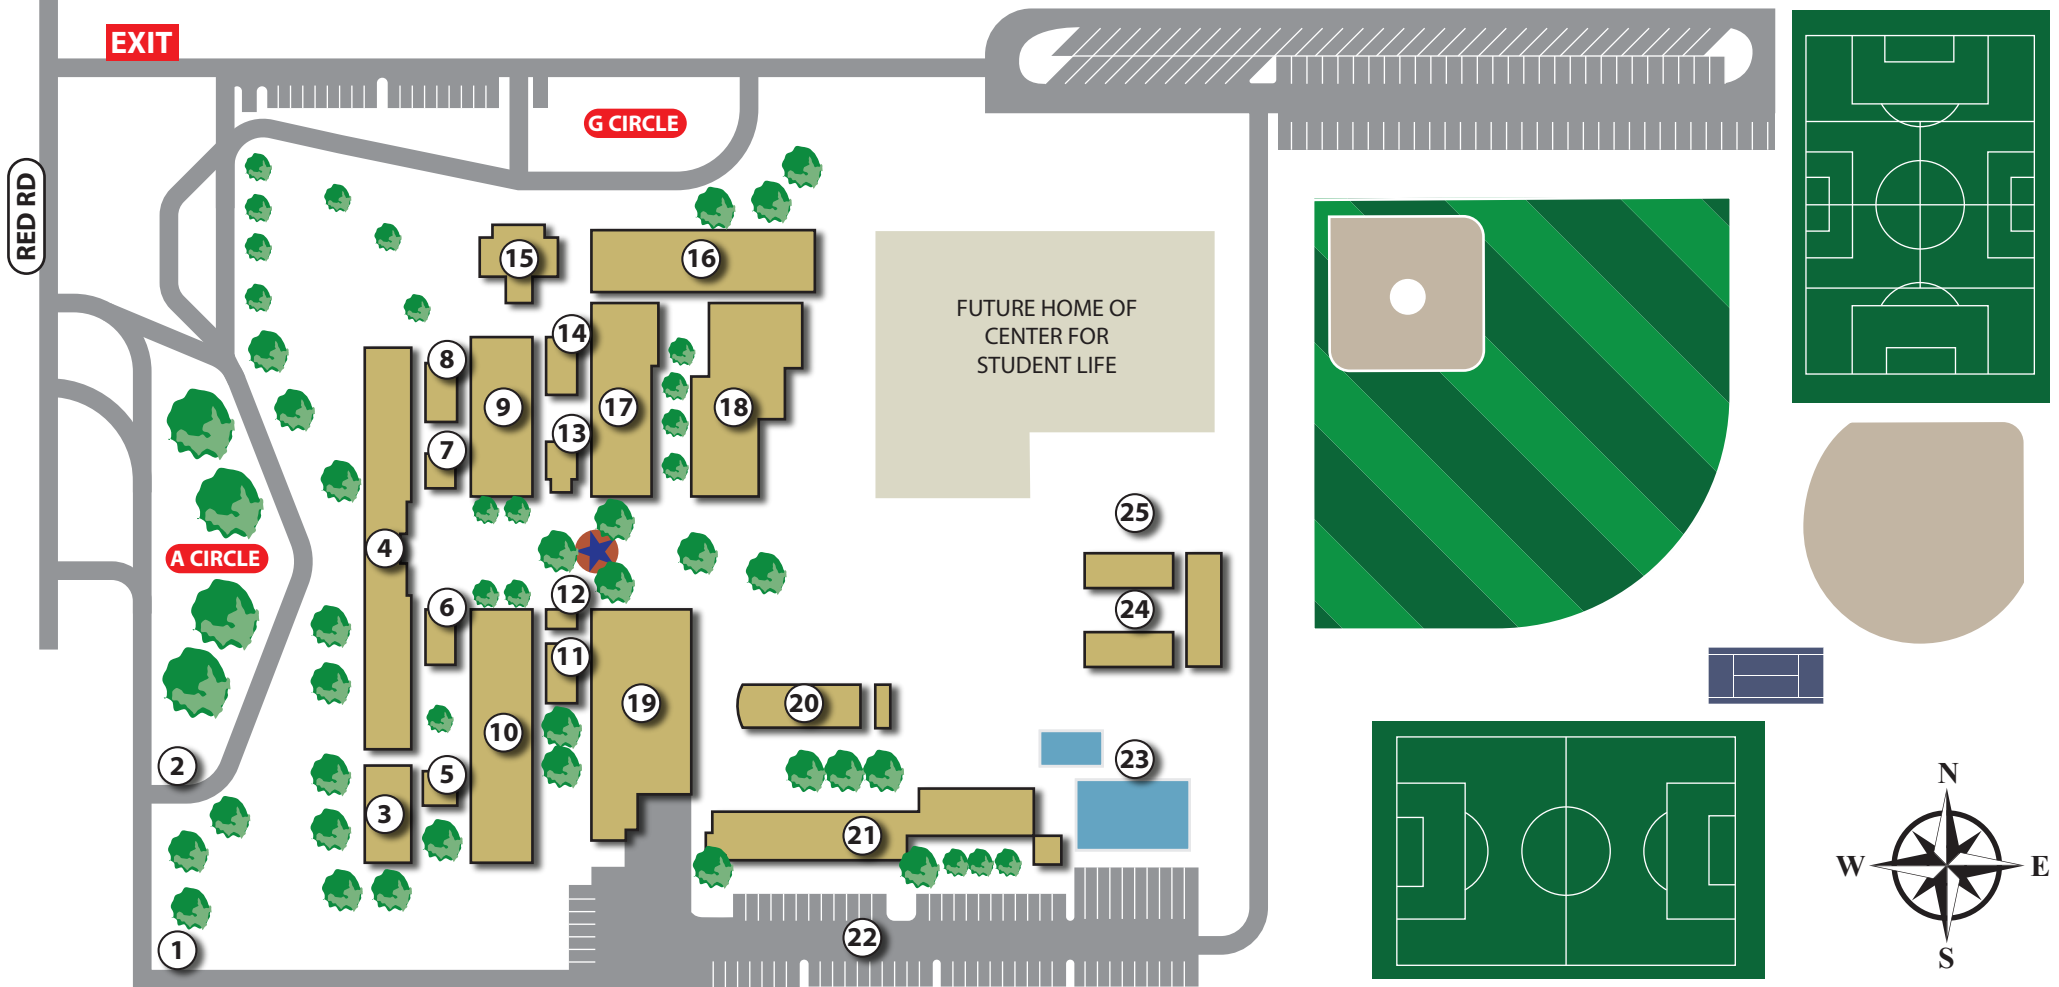 EXIT
G CIRCLE
RED RD
15
16
FUTURE HOME OF
CENTER FOR
STUDENT LIFE
14
8
9
17
18
13
7
25
4
A CIRCLE
12
6
24
11
19
20
10
2
23
5
3
21
22
1
N
W
E
S